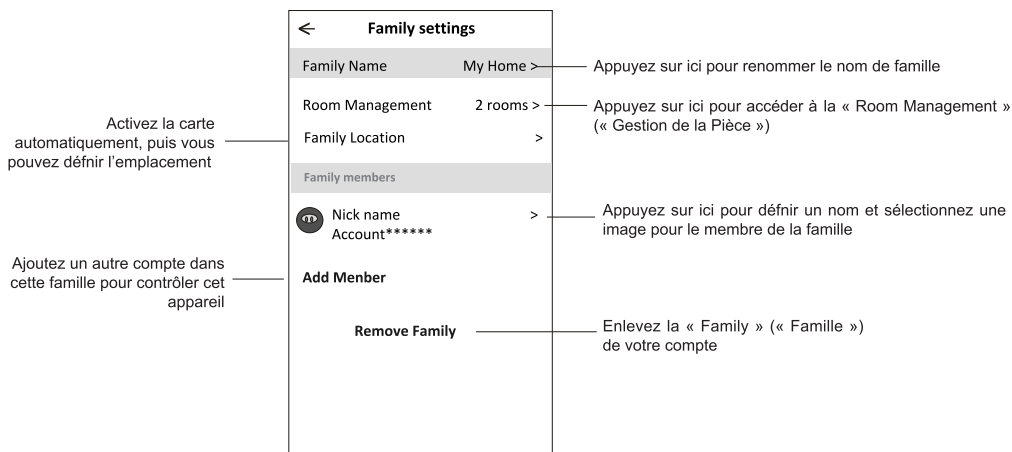 Family settings
Family Name My Home >
Appuyez sur ici pour renommer le nom de famille
Room Management 2 rooms >
Appuyez sur ici pour accéder à la « Room Management »
(« Gestion de la Pièce »)
Activez la carte
automatiquement, puis vous
pouvez défnir l’emplacement
Family Location >
Family members
Nick name >
Account******
Appuyez sur ici pour défnir un nom et sélectionnez une
image pour le membre de la famille
Ajoutez un autre compte dans
cette famille pour contrôler cet
appareil
Add Menber
Remove Family
Enlevez la « Family » (« Famille »)
de votre compte